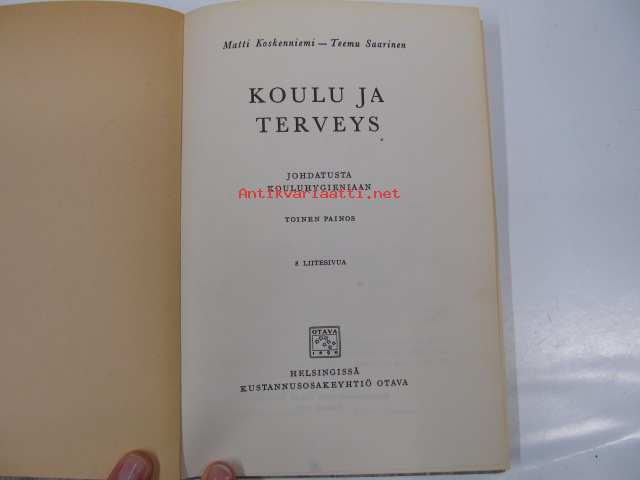 Matti Koskenniemi — Teemu Saarinen
KOULU JA
TERVEYS
JOHDATUSTA
KOULUHYGIENIAAN
Antikvariaatti.net
TOINEN PAINOS
8 LIITESIVUA
OTAVA
1890
HELSINGISSÄ
KUSTANNUSOSAKEYHTIÖ OTAVA